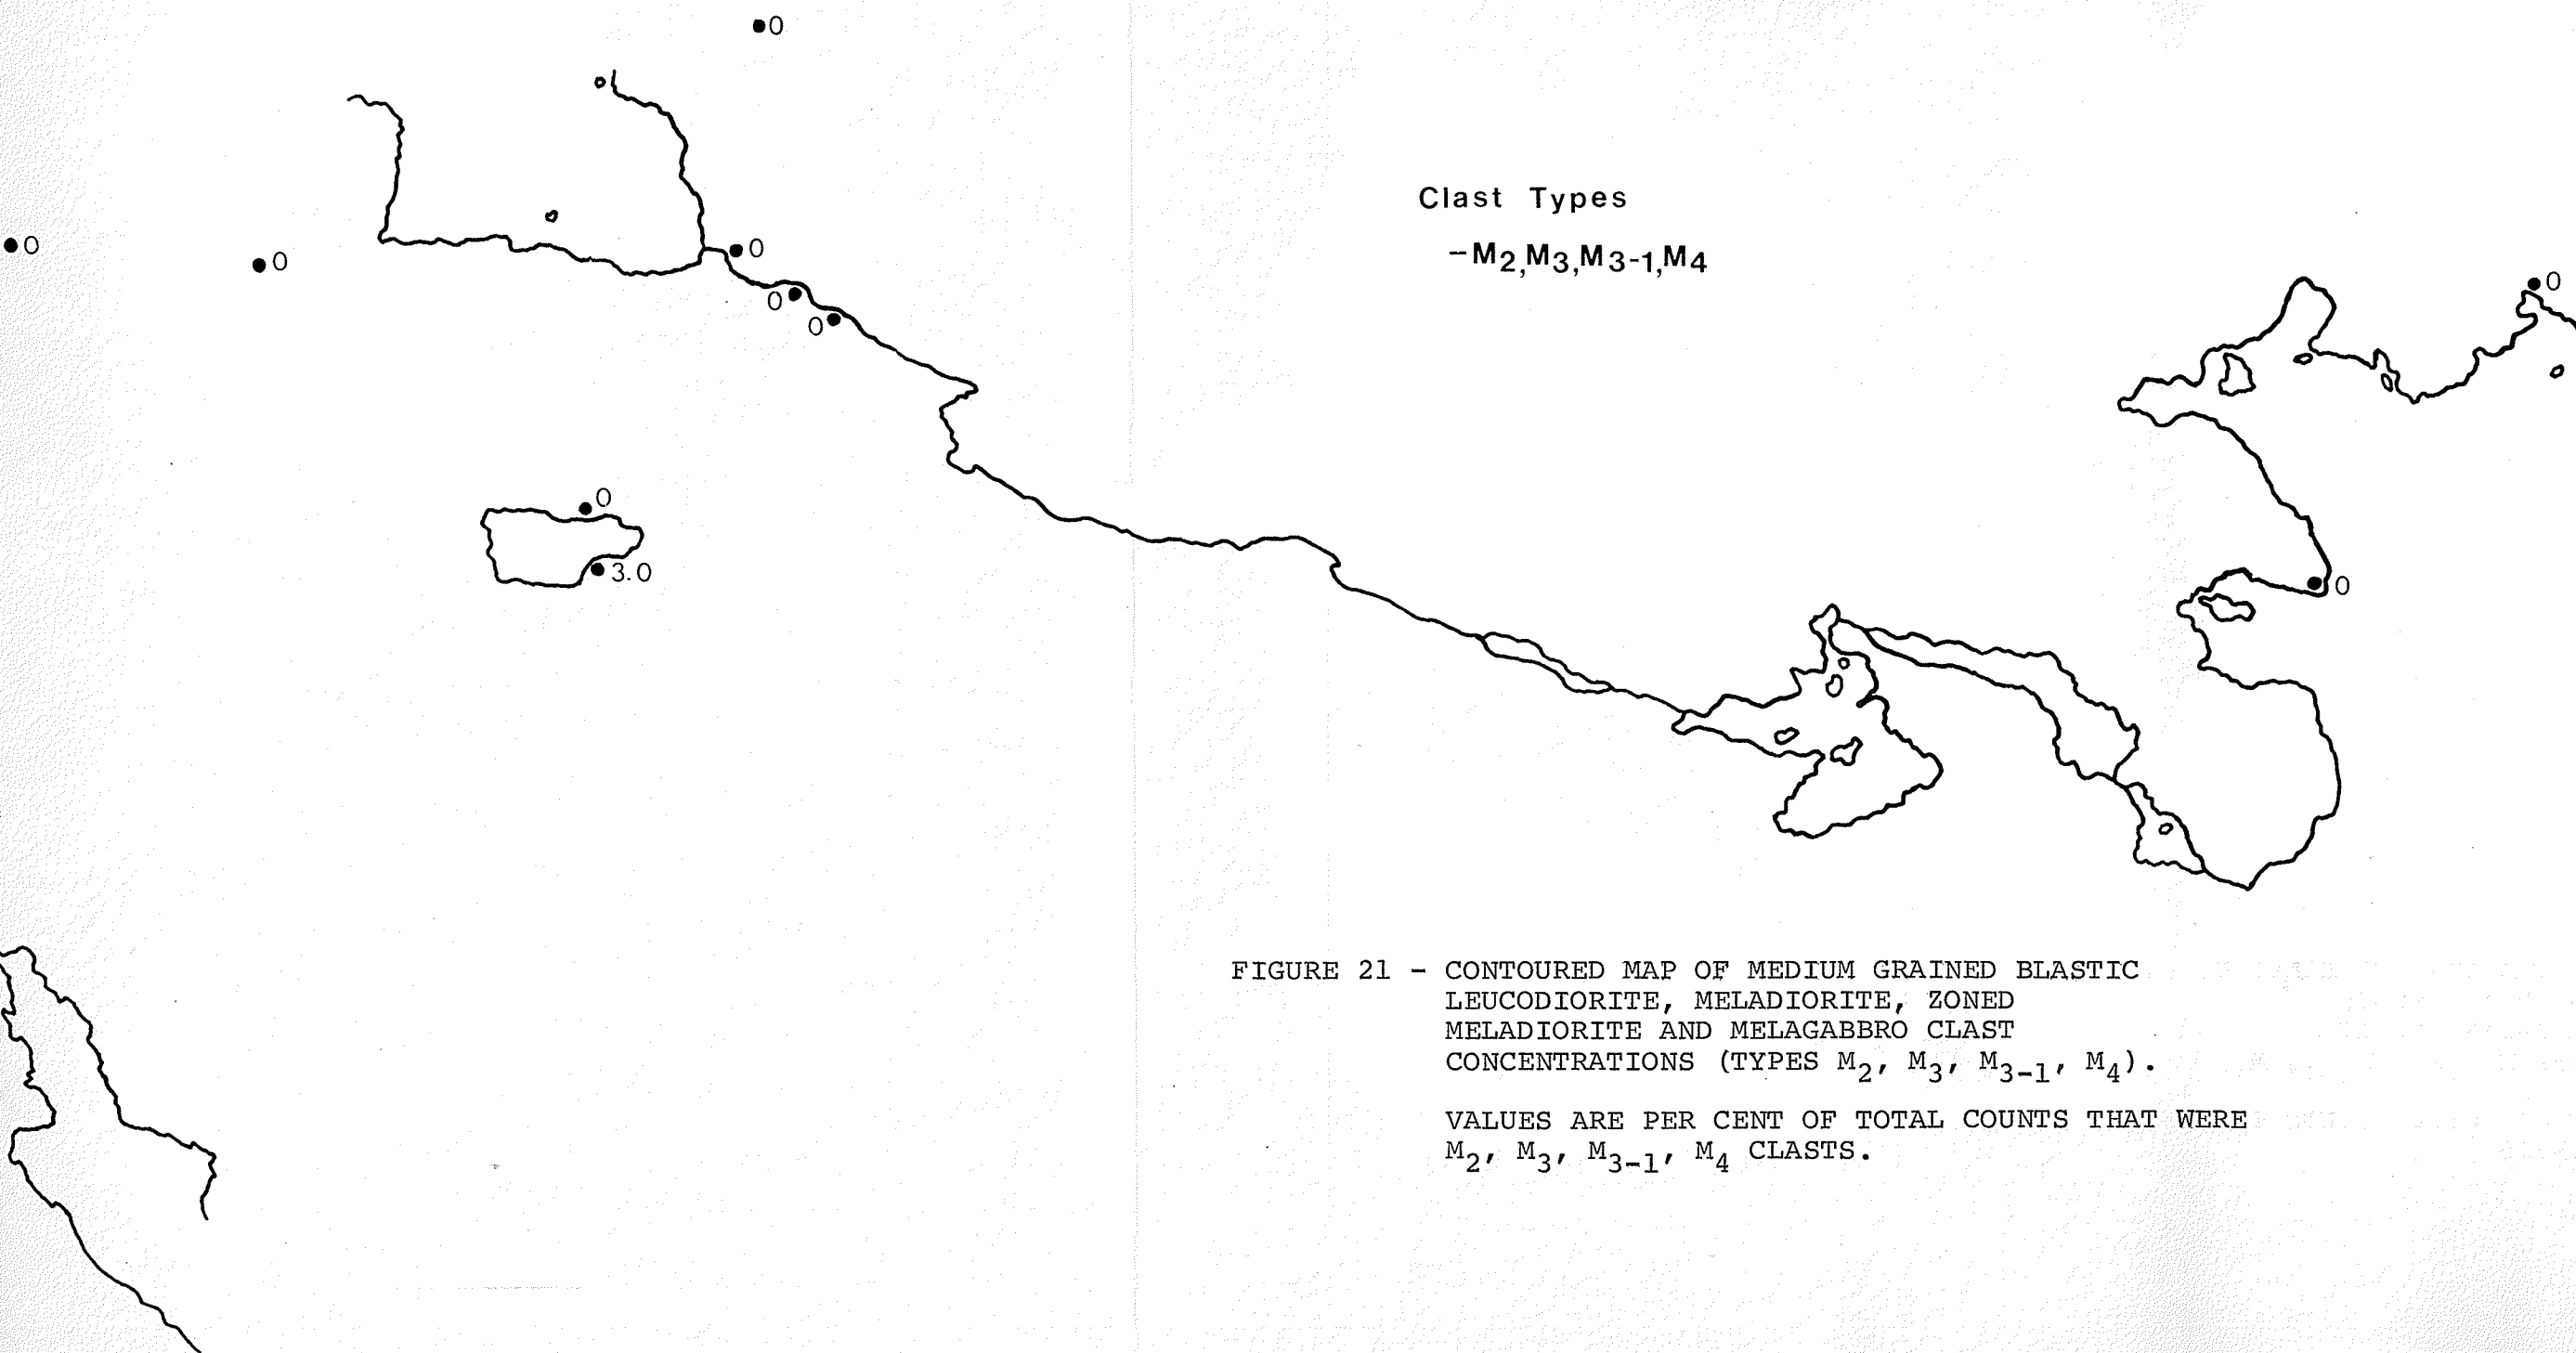 0
0
0
0
0
0
0
0
3.0
0
Clast Types
–M2,M3,M3-1,M4
0
FIGURE 21 - CONTOURED MAP OF MEDIUM GRAINED BLASTIC
LEUCODIORITE, MELADIORITE, ZONED
MELADIORITE AND MELAGABBRO CLAST
CONCENTRATIONS (TYPES M2, M3, M3-1, M4).
VALUES ARE PER CENT OF TOTAL COUNTS THAT WERE
M2, M3, M3-1, M4 CLASTS.